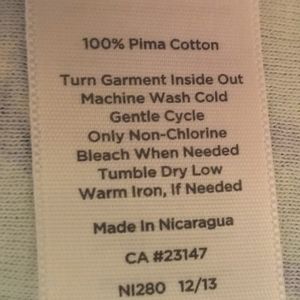 100% Pima Cotton
Turn Garment Inside Out
Machine Wash Cold
Gentle Cycle
Only Non-Chlorine
Bleach When Needed
Tumble Dry Low
Warm Iron, If Needed
Made In Nicaragua
CA #23147
NI280 12/13